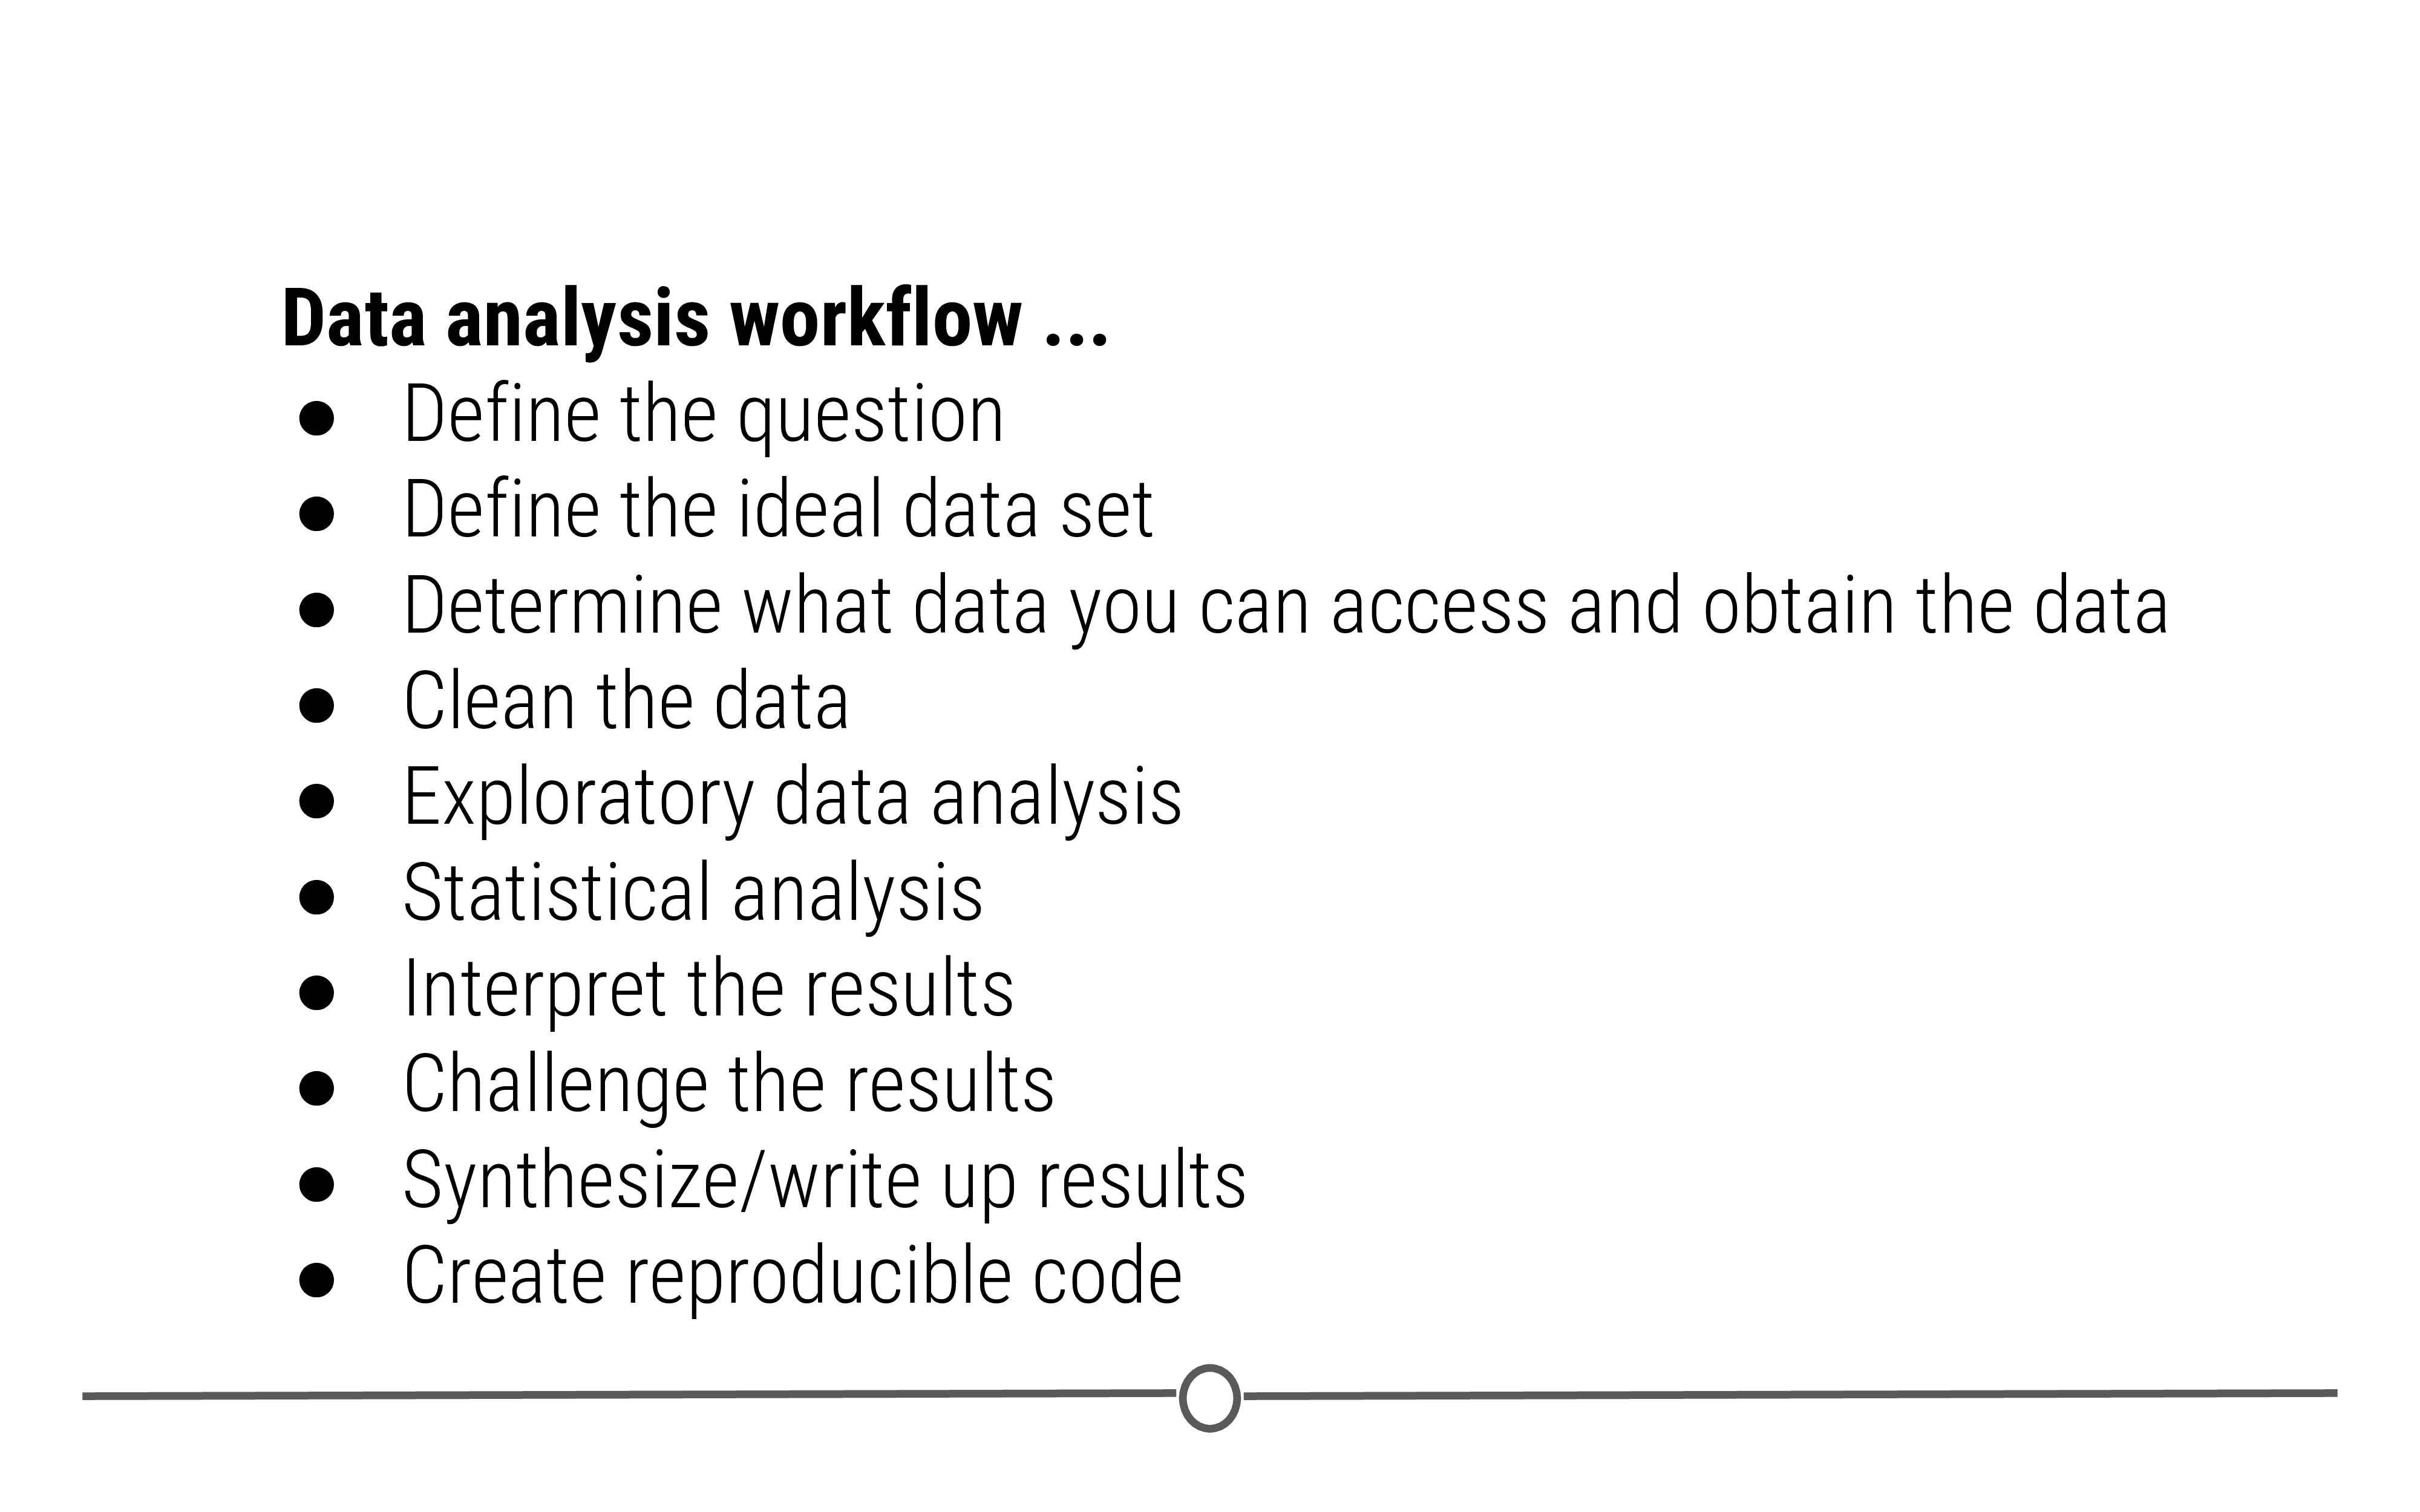 Data analysis workflow ...
● Define the question
● Define the ideal data set
● Determine what data you can access and obtain the data
● Clean the data
● Exploratory data analysis
● Statistical analysis
● Interpret the results
● Challenge the results
● Synthesize/write up results
● Create reproducible code